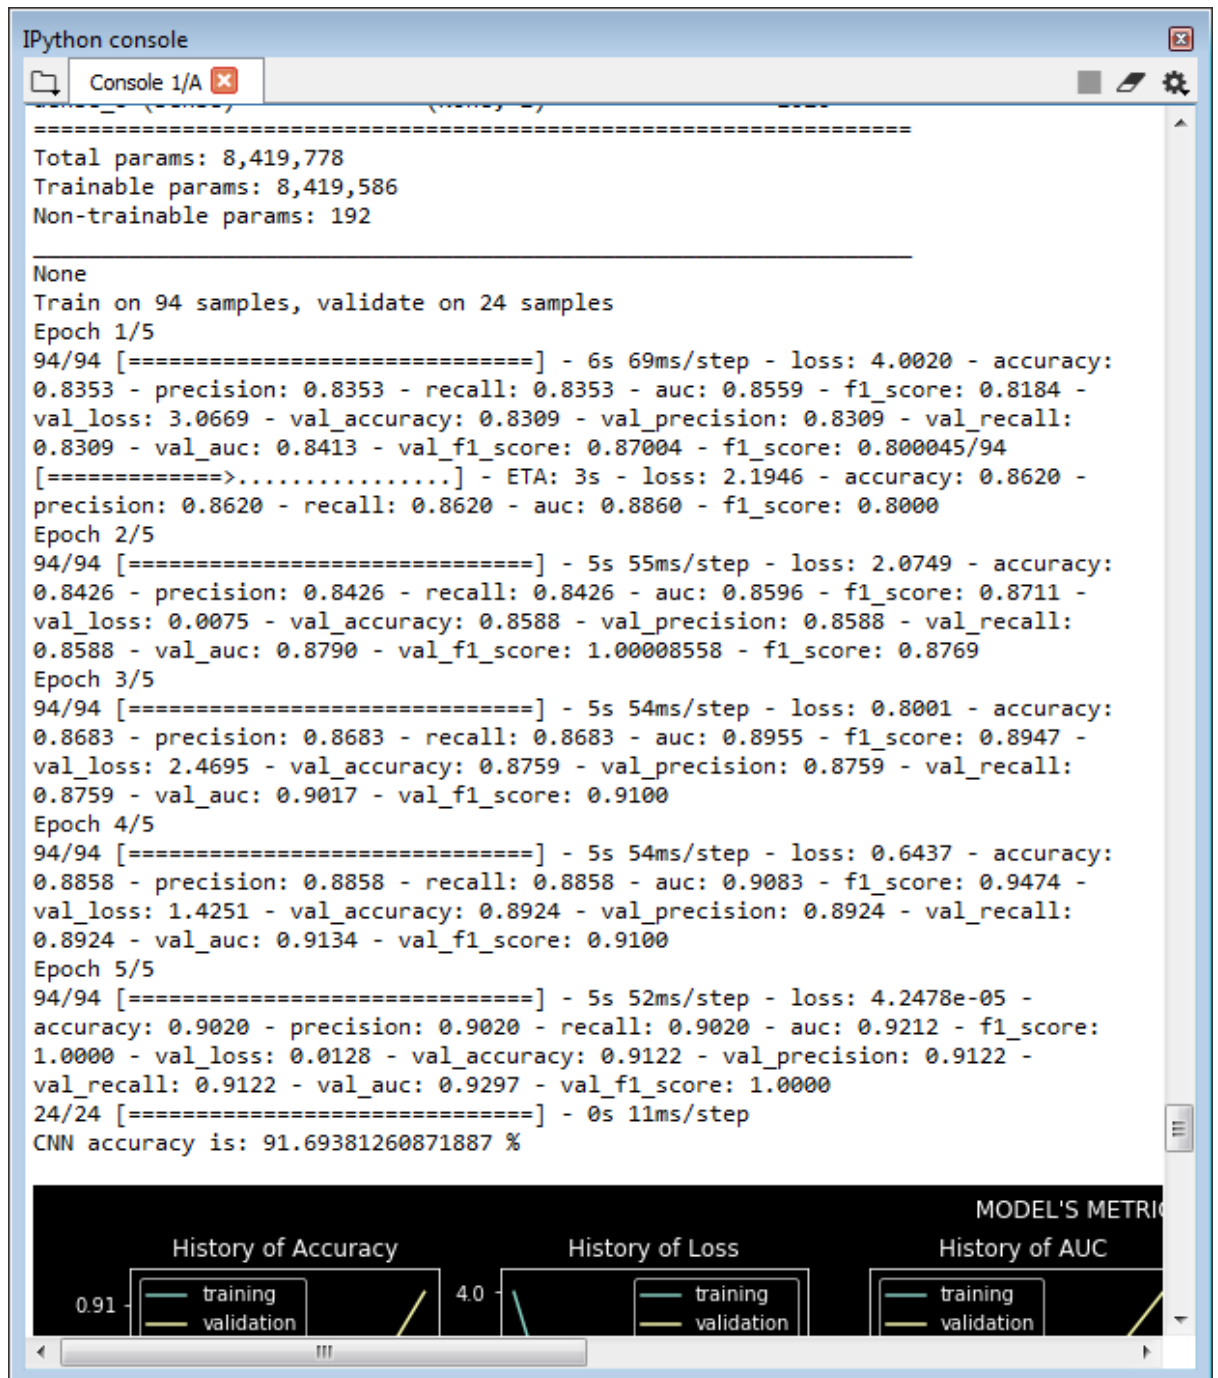 IPython console
Console 1/A
=================================================================
Total params: 8,419,778
Trainable params: 8,419,586
Non-trainable params: 192
_________________________________________________________________
None
Train on 94 samples, validate on 24 samples
Epoch 1/5
94/94 [==============================] - 6s 69ms/step - loss: 4.0020 - accuracy:
0.8353 - precision: 0.8353 - recall: 0.8353 - auc: 0.8559 - f1_score: 0.8184 -
val_loss: 3.0669 - val_accuracy: 0.8309 - val_precision: 0.8309 - val_recall:
0.8309 - val_auc: 0.8413 - val_f1_score: 0.87004 - f1_score: 0.800045/94
[=============>................] - ETA: 3s - loss: 2.1946 - accuracy: 0.8620 -
precision: 0.8620 - recall: 0.8620 - auc: 0.8860 - f1_score: 0.8000
Epoch 2/5
94/94 [==============================] - 5s 55ms/step - loss: 2.0749 - accuracy:
0.8426 - precision: 0.8426 - recall: 0.8426 - auc: 0.8596 - f1_score: 0.8711 -
val_loss: 0.0075 - val_accuracy: 0.8588 - val_precision: 0.8588 - val_recall:
0.8588 - val_auc: 0.8790 - val_f1_score: 1.00008558 - f1_score: 0.8769
Epoch 3/5
94/94 [==============================] - 5s 54ms/step - loss: 0.8001 - accuracy:
0.8683 - precision: 0.8683 - recall: 0.8683 - auc: 0.8955 - f1_score: 0.8947 -
val_loss: 2.4695 - val_accuracy: 0.8759 - val_precision: 0.8759 - val_recall:
0.8759 - val_auc: 0.9017 - val_f1_score: 0.9100
Epoch 4/5
94/94 [==============================] - 5s 54ms/step - loss: 0.6437 - accuracy:
0.8858 - precision: 0.8858 - recall: 0.8858 - auc: 0.9083 - f1_score: 0.9474 -
val_loss: 1.4251 - val_accuracy: 0.8924 - val_precision: 0.8924 - val_recall:
0.8924 - val_auc: 0.9134 - val_f1_score: 0.9100
Epoch 5/5
94/94 [==============================] - 5s 52ms/step - loss: 4.2478e-05 -
accuracy: 0.9020 - precision: 0.9020 - recall: 0.9020 - auc: 0.9212 - f1_score:
1.0000 - val_loss: 0.0128 - val_accuracy: 0.9122 - val_precision: 0.9122 -
val_recall: 0.9122 - val_auc: 0.9297 - val_f1_score: 1.0000
24/24 [==============================] - 0s 11ms/step
CNN accuracy is: 91.69381260871887 %
MODEL'S
History of Accuracy History of Loss History of AUC
0.91 training 4.0 training training
validation validation validation